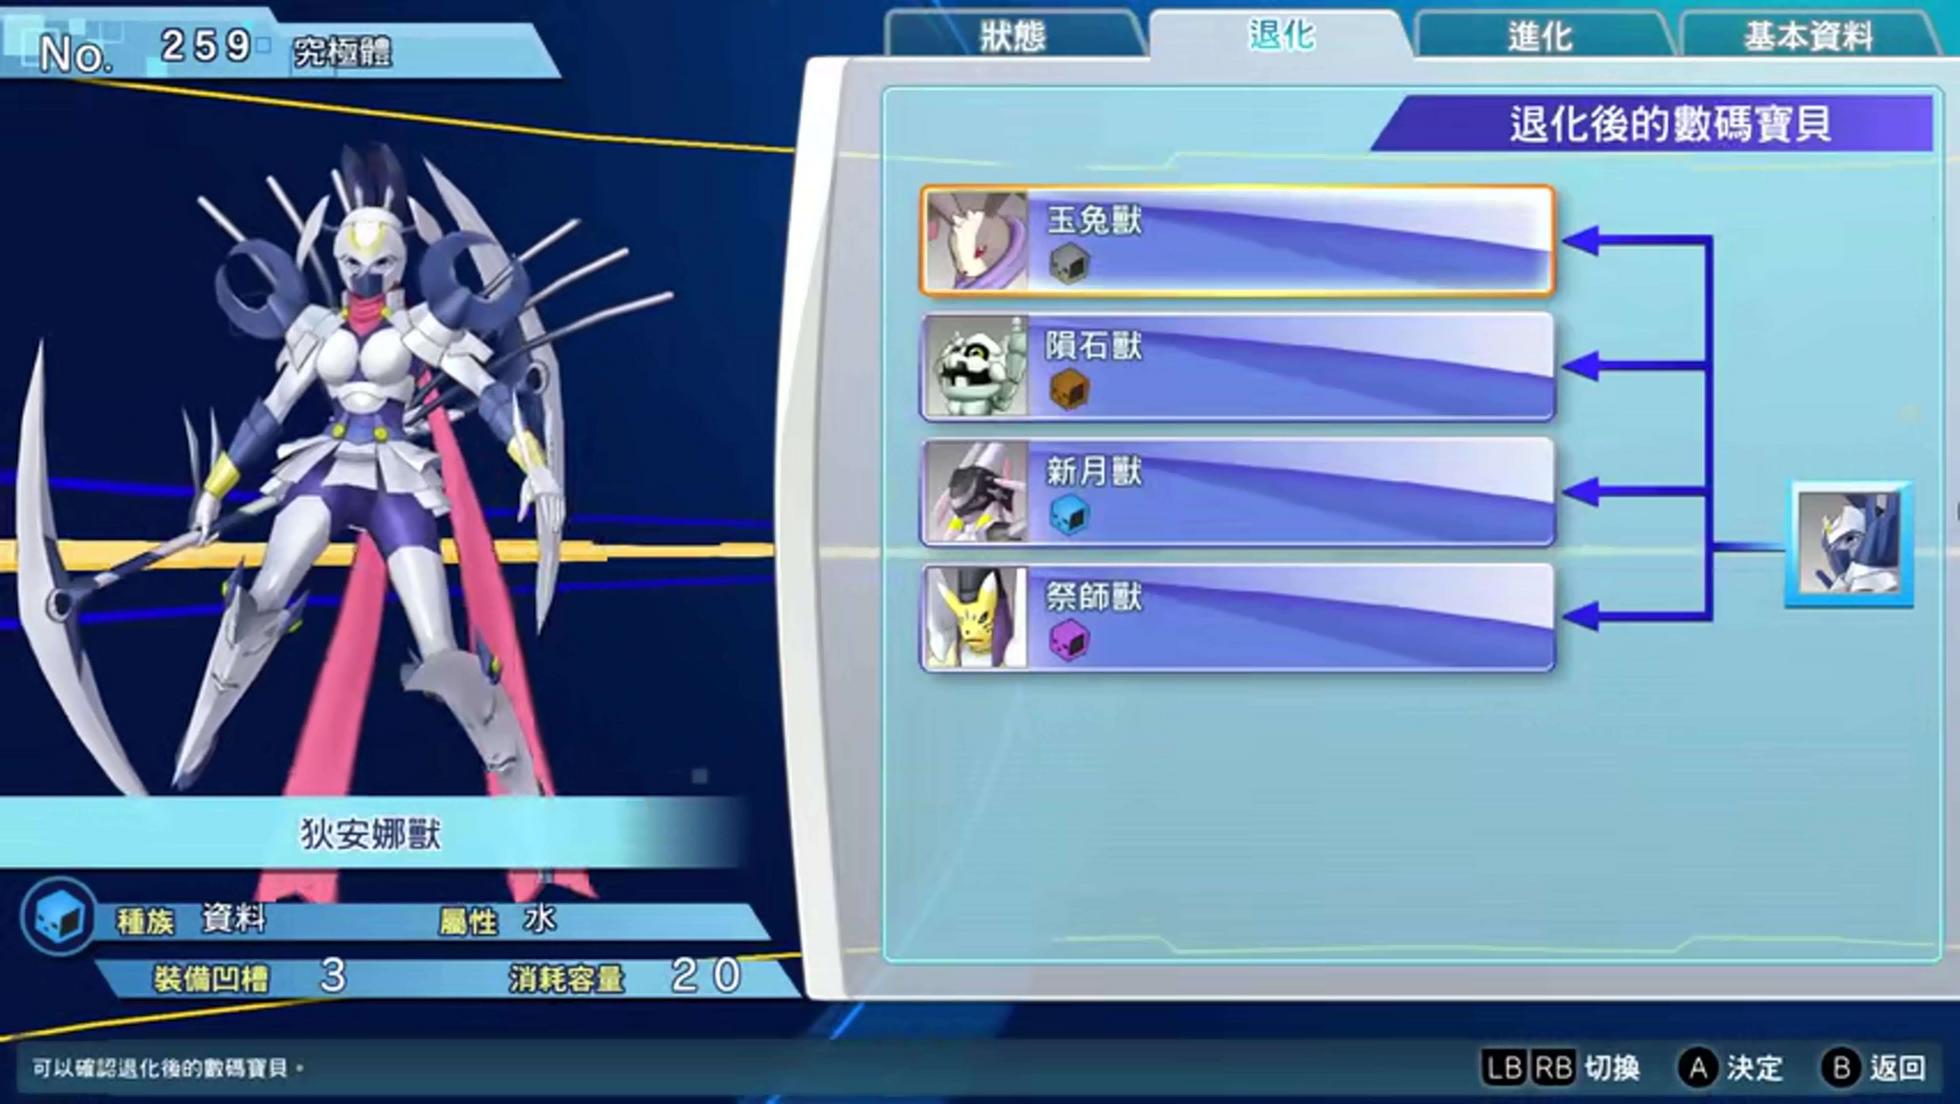 No. 259 究極體
狀態 退化 進化 基本資料
退化後的數碼寶貝
玉兔獸
隕石獸
新月獸
祭師獸
狄安娜獸
種族 資料 屬性 水
裝備凹槽 3 消耗容量 20
可以確認退化後的數碼寶貝。
LB RB 切換 A 決定 B 返回